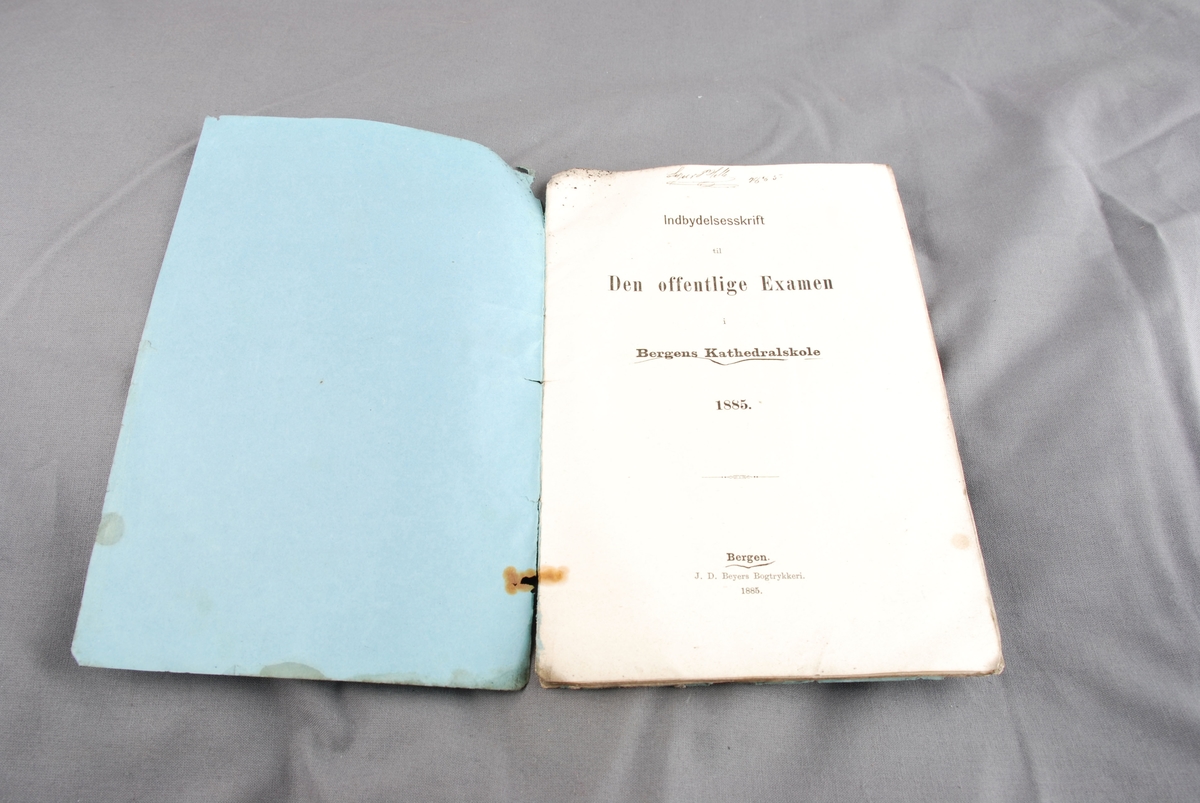 Indbydelsesskrift
til
Den offentlige Examen
i
Bergens Kathedralskole
1885.
Bergen.
J. D. Beyers Bogtrykkeri.
1885.